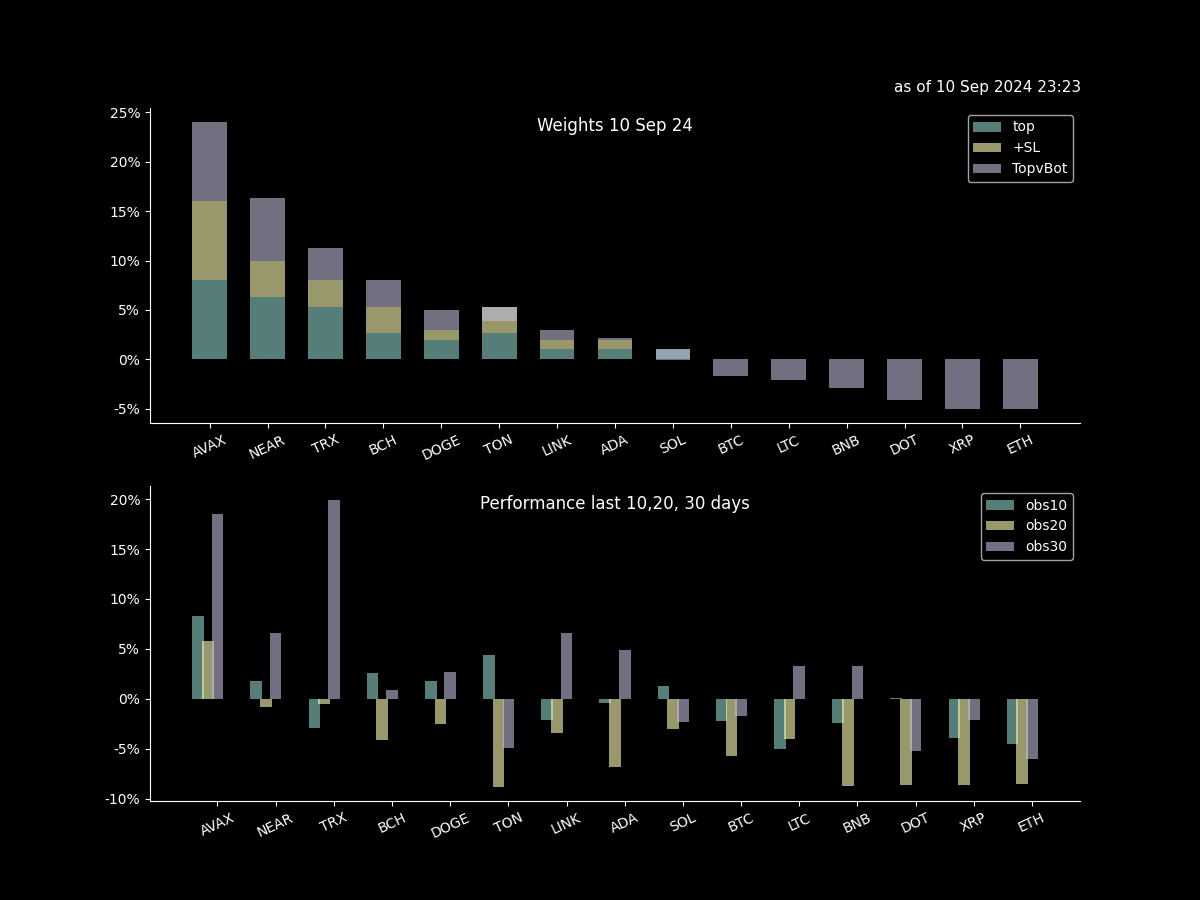 as of 10 Sep 2024 23:23
Weights 10 Sep 24
top
+SL
TopvBot
25%
20%
15%
10%
5%
0%
-5%
AVAX NEAR TRX BCH DOGE TON LINK ADA SOL BTC LTC BNB DOT XRP ETH
Performance last 10,20, 30 days
obs10
obs20
obs30
20%
15%
10%
5%
0%
-5%
-10%
AVAX NEAR TRX BCH DOGE TON LINK ADA SOL BTC LTC BNB DOT XRP ETH